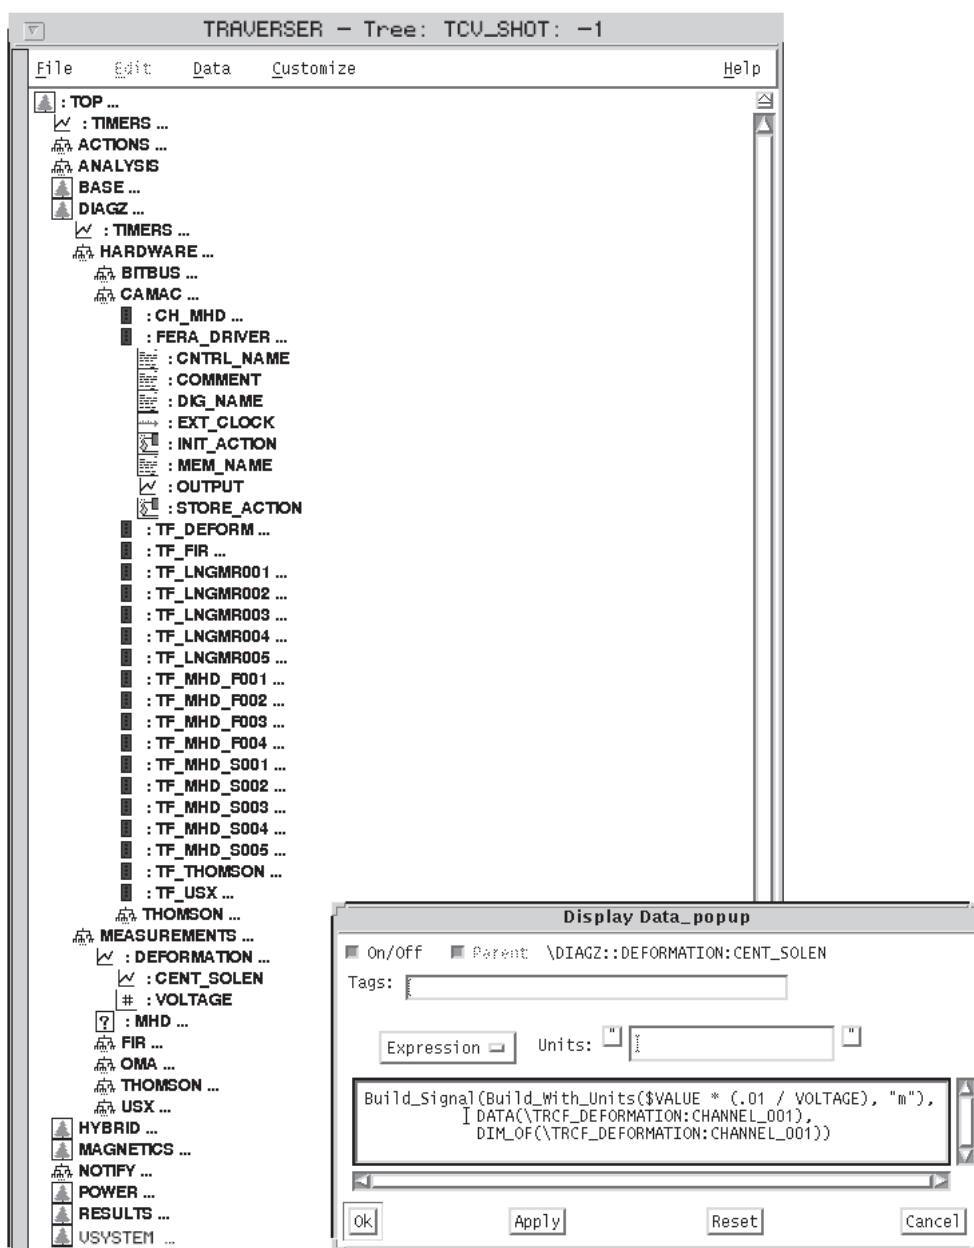 TRAVERSER – Tree: TCV_SHOT: -1
File Edit Data Customize Help
: TOP ...
: TIMERS ...
ACTIONS ...
ANALYSIS
BASE ...
DIAGZ ...
: TIMERS ...
HARDWARE ...
BITBUS ...
CAMAC ...
: CH_MHD ...
: FERA_DRIVER ...
: CNTRL_NAME
: COMMENT
: DIG_NAME
: EXT_CLOCK
: INIT_ACTION
: MEM_NAME
: OUTPUT
: STORE_ACTION
: TF_DEFORM ...
: TF_FIR ...
: TF_LNGMR001 ...
: TF_LNGMR002 ...
: TF_LNGMR003 ...
: TF_LNGMR004 ...
: TF_LNGMR005 ...
: TF_MHD_F001 ...
: TF_MHD_F002 ...
: TF_MHD_F003 ...
: TF_MHD_F004 ...
: TF_MHD_S001 ...
: TF_MHD_S002 ...
: TF_MHD_S003 ...
: TF_MHD_S004 ...
: TF_MHD_S005 ...
: TF_THOMSON ...
: TF_USX ...
THOMSON ...
MEASUREMENTS ...
: DEFORMATION ...
: CENT_SOLEN
# : VOLTAGE
? : MHD ...
FIR ...
OMA ...
THOMSON ...
USX ...
HYBRID ...
MAGNETICS ...
NOTIFY ...
POWER ...
RESULTS ...
VSYSTEM ...
Display Data_popup
On/Off Parent \DIAGZ::DEFORMATION:CENT_SOLEN
Tags:
Expression Units: " "
Build_Signal(Build_With_Units($VALUE * (.01 / VOLTAGE), "m"),
DATA(\TRCF_DEFORMATION:CHANNEL_001),
DIM_OF(\TRCF_DEFORMATION:CHANNEL_001))
Ok Apply Reset Cancel